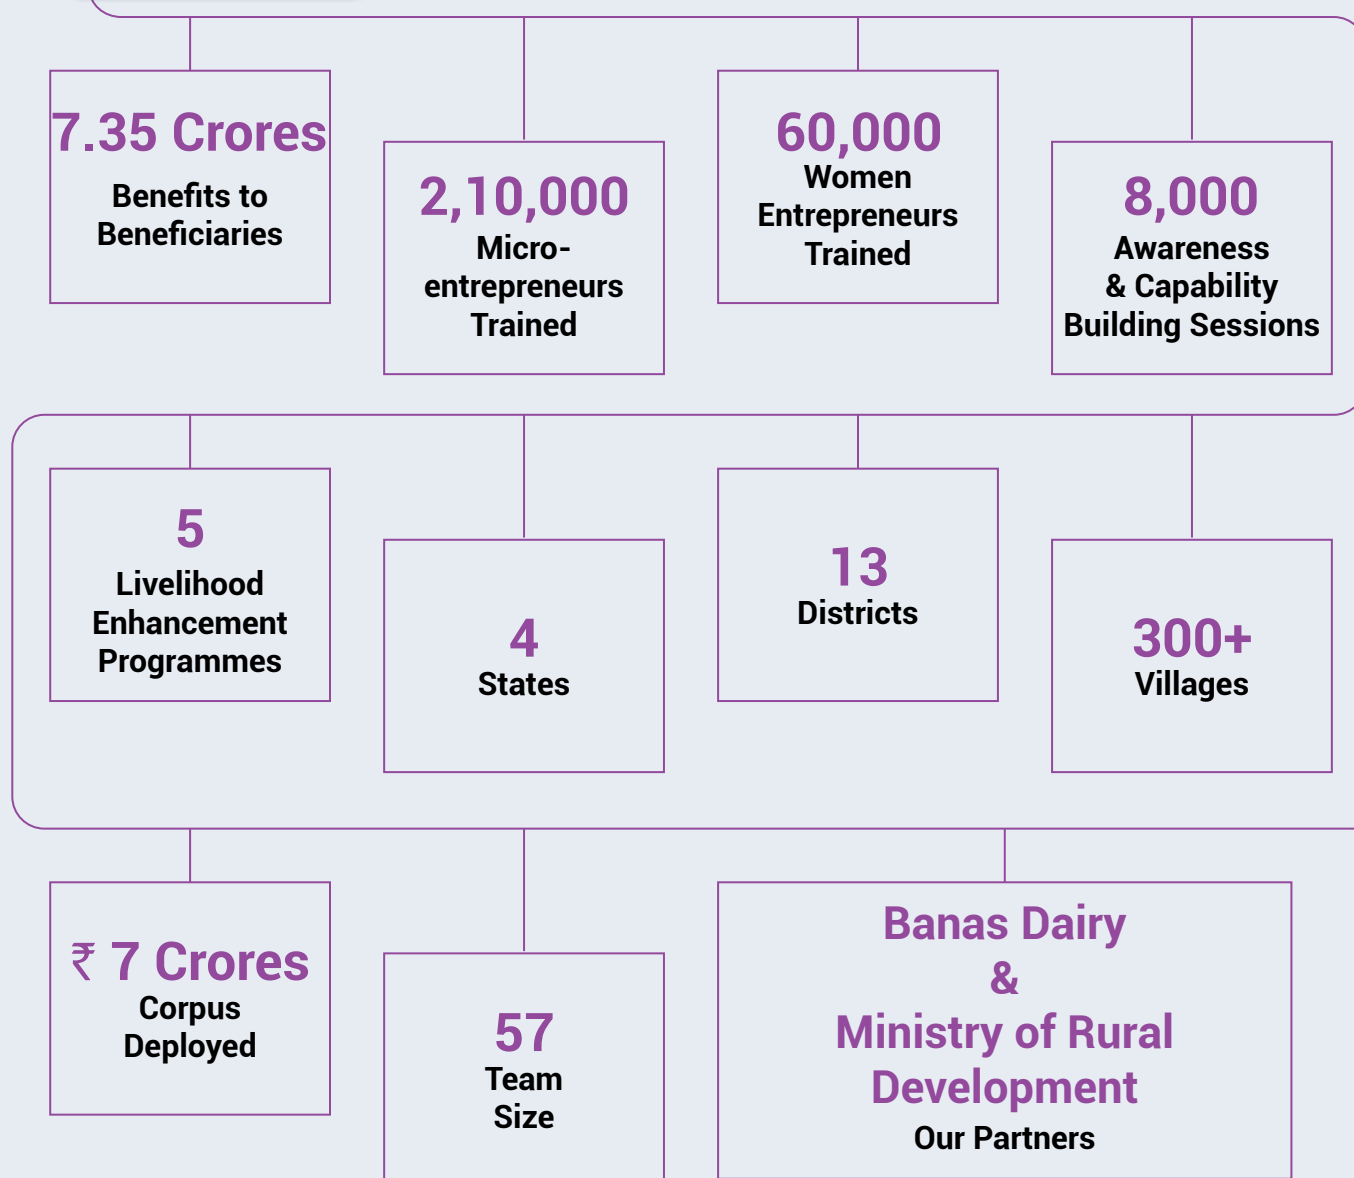 7.35 Crores
Benefits to
Beneficiaries
2,10,000
Micro-
entrepreneurs
Trained
60,000
Women
Entrepreneurs
Trained
8,000
Awareness
& Capability
Building Sessions
5
Livelihood
Enhancement
Programmes
4
States
13
Districts
300+
Villages
₹ 7 Crores
Corpus
Deployed
57
Team
Size
Banas Dairy
&
Ministry of Rural
Development
Our Partners